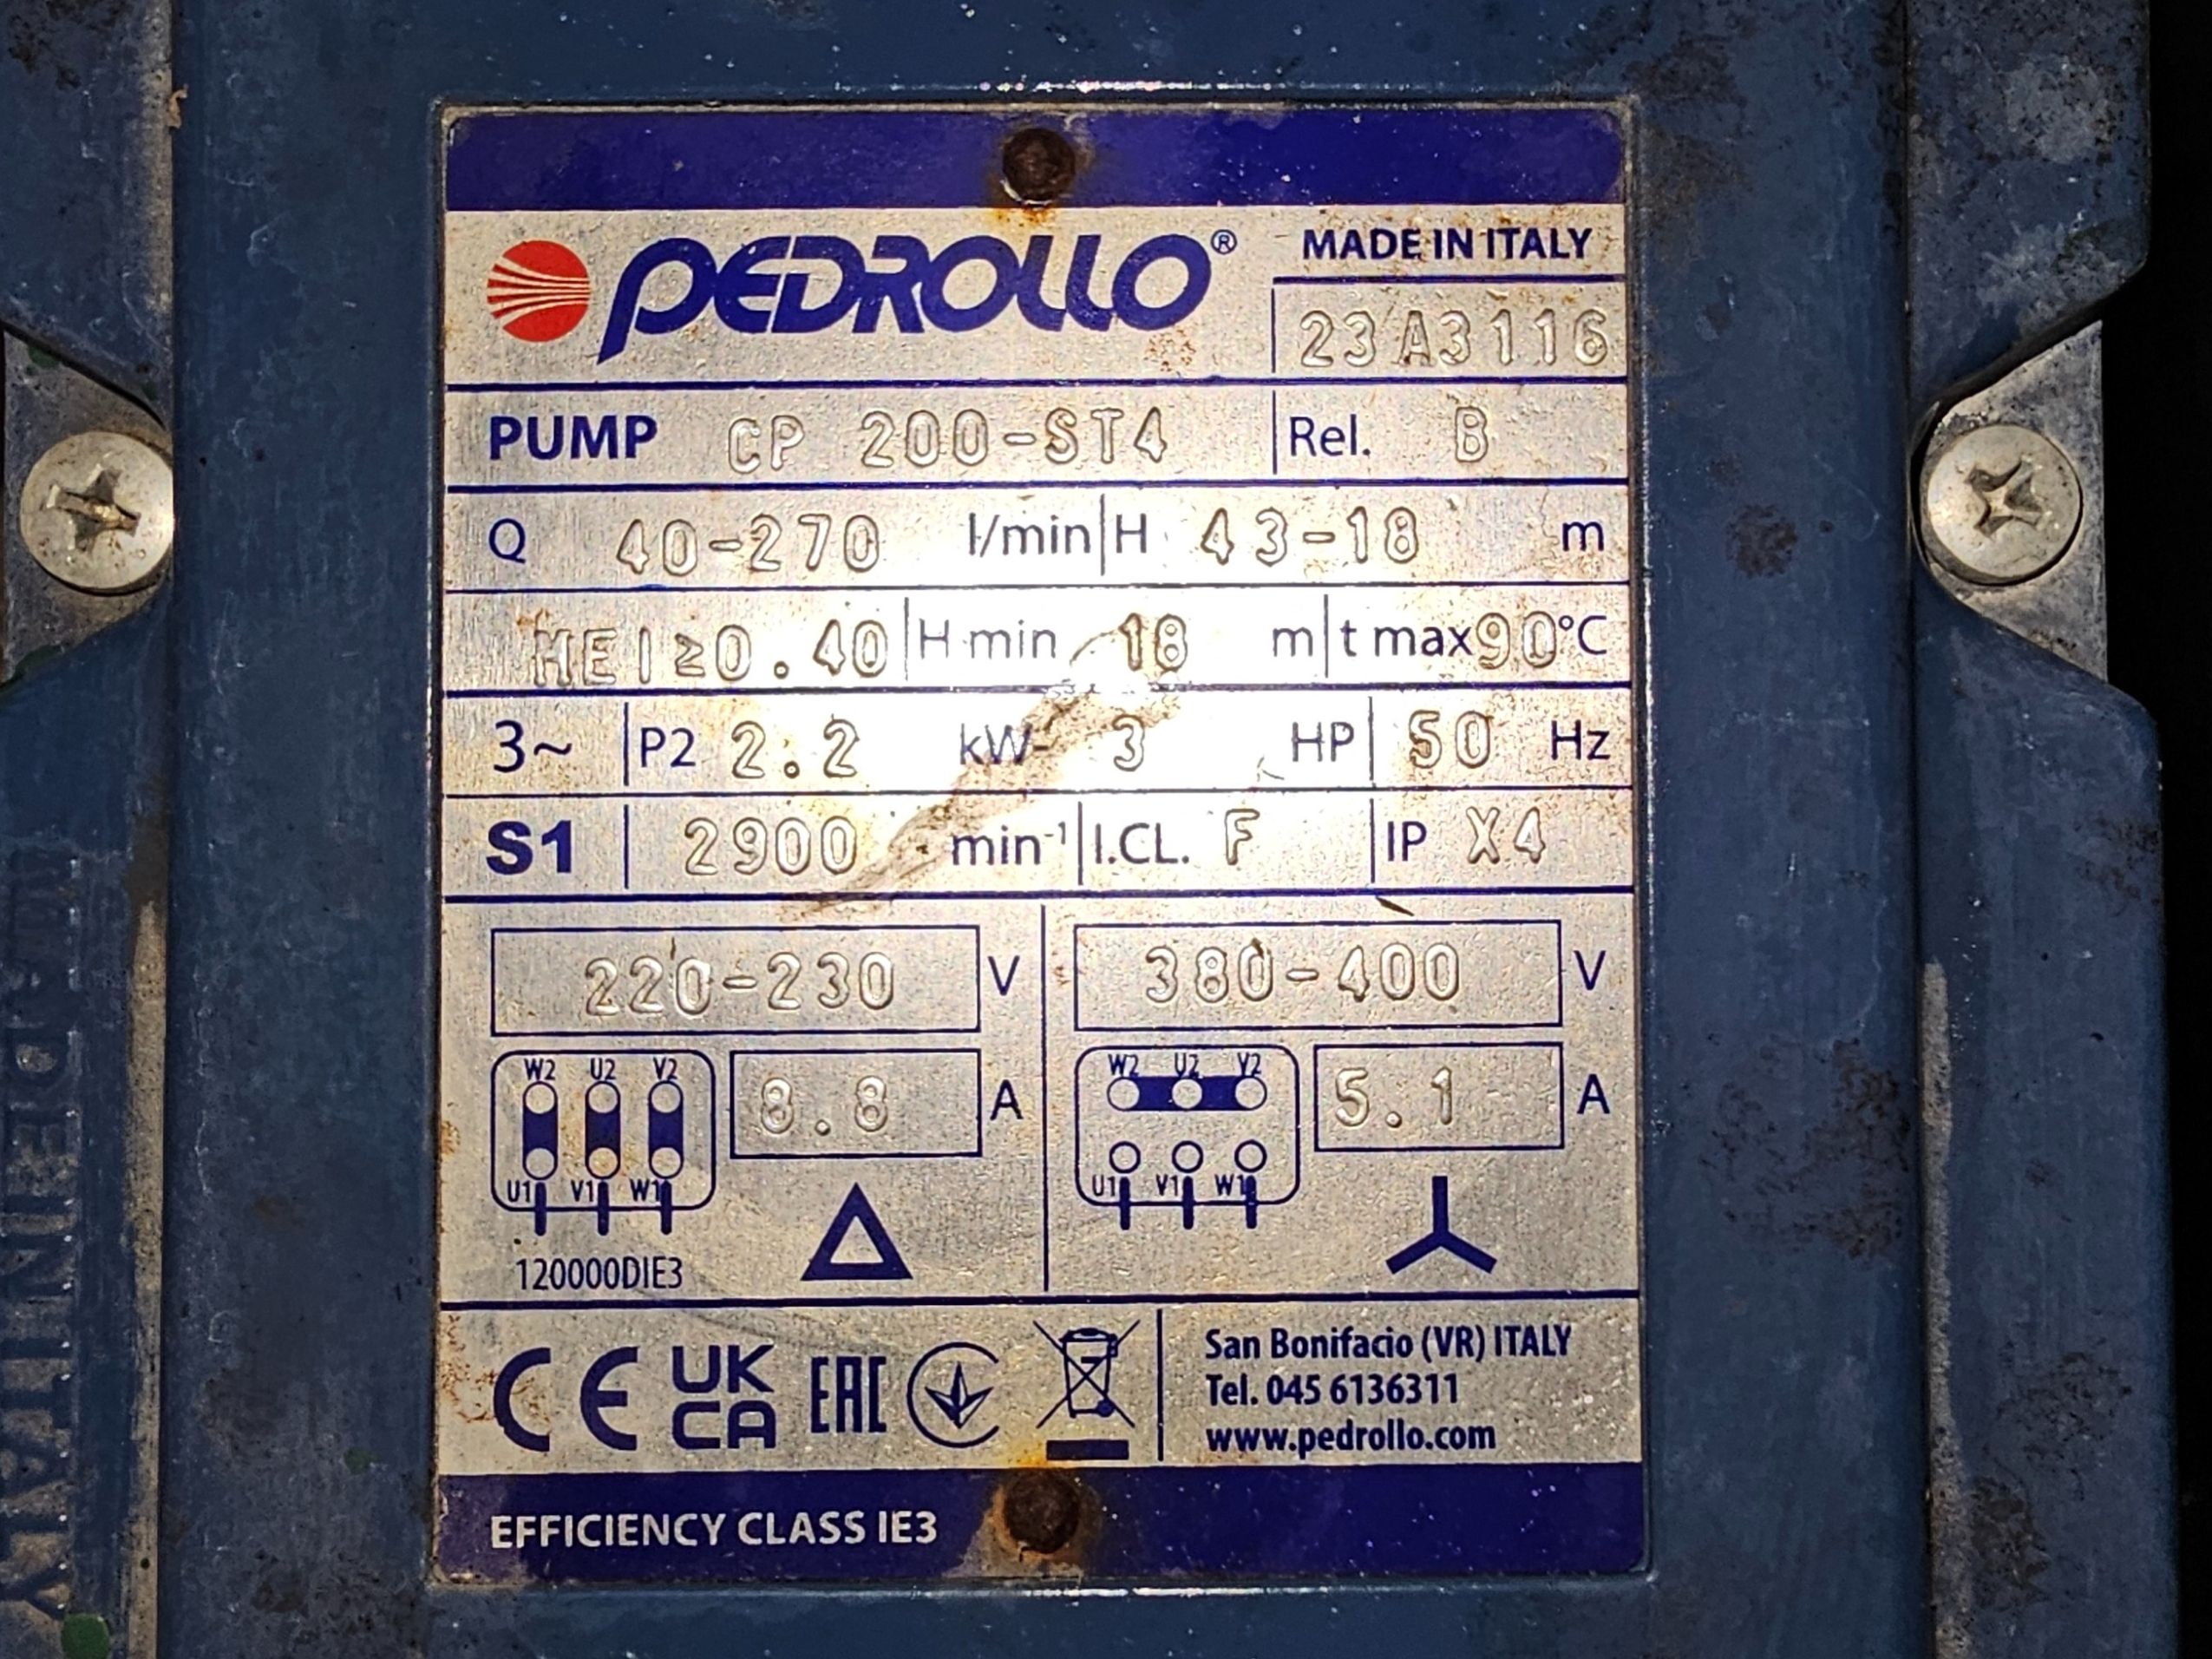 PEDROLLO® MADE IN ITALY
23A3116
PUMP CP 200-ST4 Rel. B
Q 40-270 l/min H 43-18 m
MEI≥0.40 H min 18 m t max 90 °C
3~ P2 2.2 kW- 3 HP 50 Hz
S1 2900 min⁻¹ I.CL. F IP X4
220-230 V 380-400 V
W2 U2 V2 8.8 A W2 U2 V2 5.1 A
U1 V1 W1 U1 V1 W1
120000DIE3
CE UK CA EAC
San Bonifacio (VR) ITALY
Tel. 045 6136311
www.pedrollo.com
EFFICIENCY CLASS IE3
MADE IN ITALY